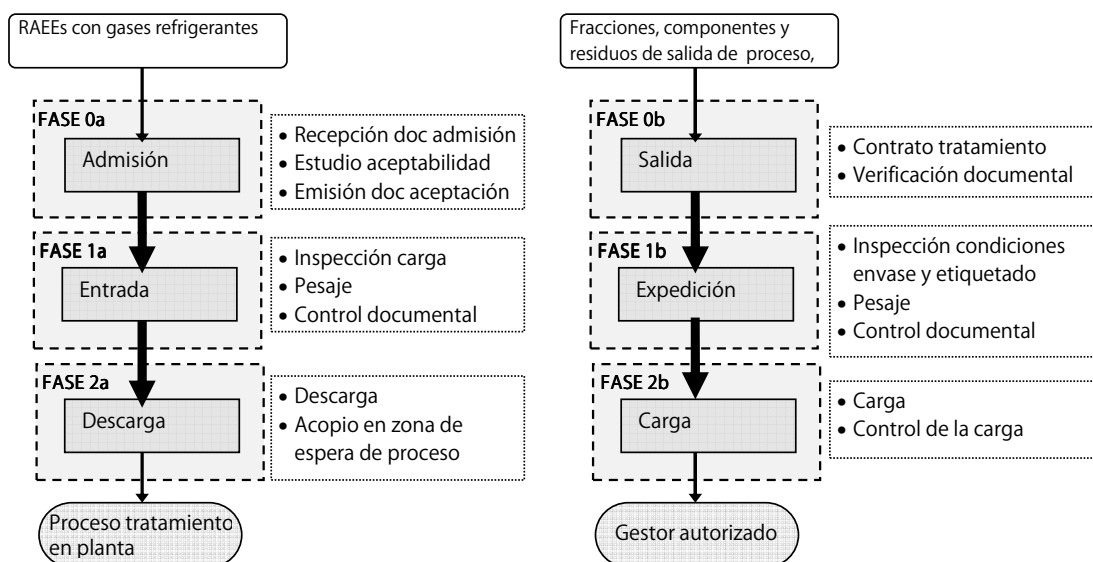 RAEEs con gases refrigerantes
FASE 0a
Admisión
• Recepción doc admisión
• Estudio aceptabilidad
• Emisión doc aceptación
FASE 1a
Entrada
• Inspección carga
• Pesaje
• Control documental
FASE 2a
Descarga
• Descarga
• Acopio en zona de
espera de proceso
Proceso tratamiento
en planta
Fracciones, componentes y
residuos de salida de proceso,
FASE 0b
Salida
• Contrato tratamiento
• Verificación documental
FASE 1b
Expedición
• Inspección condiciones
envase y etiquetado
• Pesaje
• Control documental
FASE 2b
Carga
• Carga
• Control de la carga
Gestor autorizado